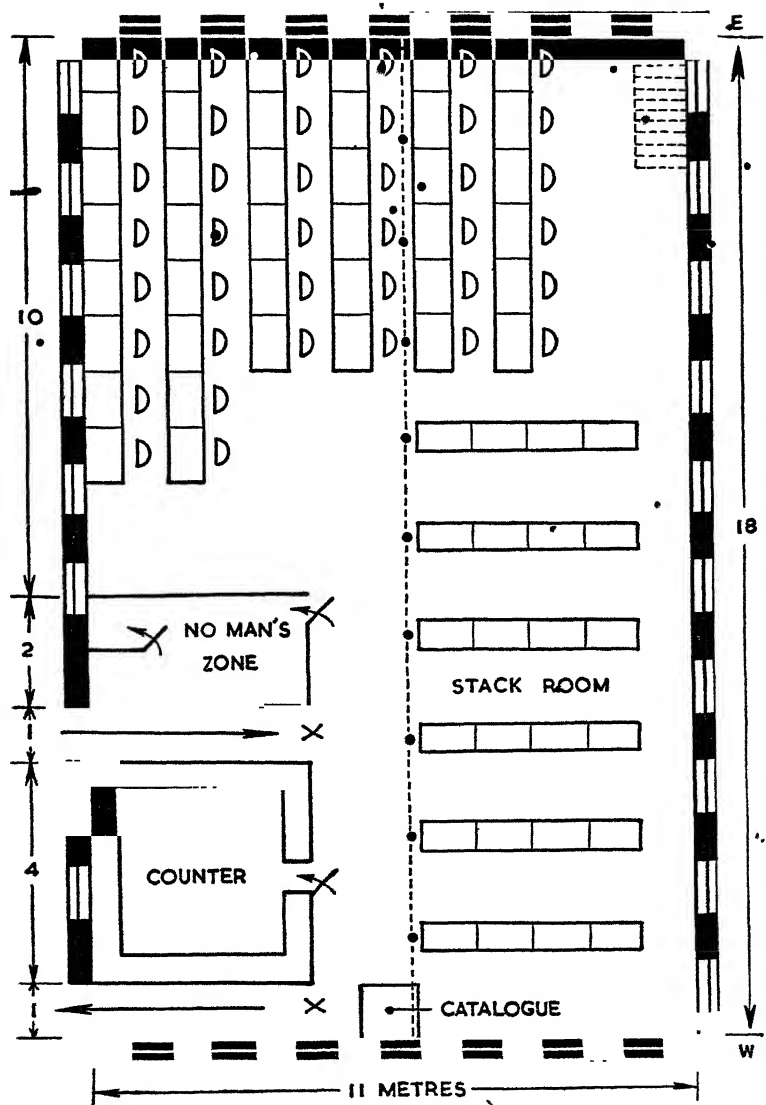 E
10
18
NO MAN'S
ZONE
2
STACK ROOM
1
X
4
COUNTER
1
X
CATALOGUE
W
11 METRES